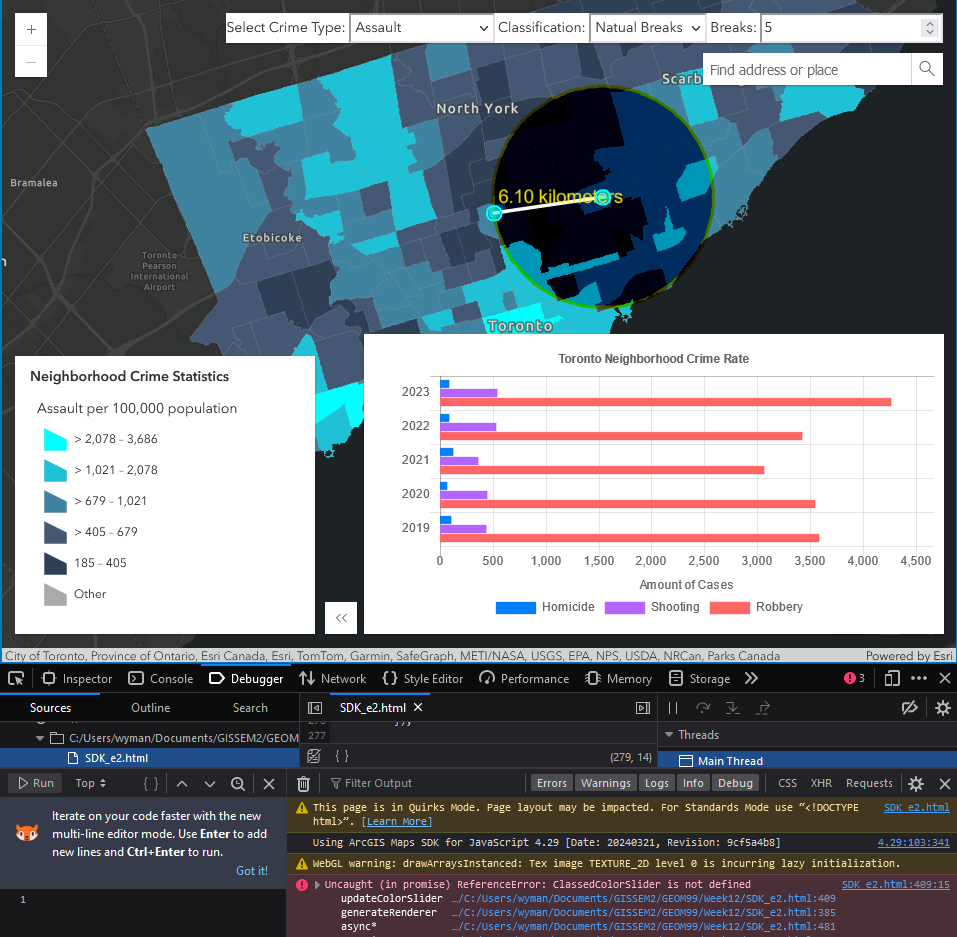 +
−
Select Crime Type: Assault Classification: Natual Breaks Breaks: 5
Find address or place
North York
Bramalea
6.10 kilometers
Etobicoke
Toronto
Pearson
International
Airport
Toronto
Neighborhood Crime Statistics
Assault per 100,000 population
> 2,078 – 3,686
> 1,021 – 2,078
> 679 – 1,021
> 405 – 679
185 – 405
Other
Toronto Neighborhood Crime Rate
2023
2022
2021
2020
2019
0 500 1,000 1,500 2,000 2,500 3,000 3,500 4,000 4,500
Amount of Cases
Homicide Shooting Robbery
City of Toronto, Province of Ontario, Esri Canada, Esri, TomTom, Garmin, SafeGraph, METI/NASA, USGS, EPA, NPS, USDA, NRCan, Parks Canada Powered by Esri
Inspector Console Debugger Network {} Style Editor Performance Memory Storage 3
Sources Outline Search SDK_e2.html
277
C:/Users/wyman/Documents/GISSEM2/GEOM Threads
SDK_e2.html { } (279, 14) Main Thread
Run Top { } Filter Output Errors Warnings Logs Info Debug CSS XHR Requests
Iterate on your code faster with the new
multi-line editor mode. Use Enter to add
new lines and Ctrl+Enter to run.
Got it!
1
This page is in Quirks Mode. Page layout may be impacted. For Standards Mode use “<!DOCTYPE SDK_e2.html
html>”. [Learn More]
Using ArcGIS Maps SDK for JavaScript 4.29 [Date: 20240321, Revision: 9cf5a4b8] 4.29:103:341
WebGL warning: drawArraysInstanced: Tex image TEXTURE_2D level 0 is incurring lazy initialization.
Uncaught (in promise) ReferenceError: ClassedColorSlider is not defined SDK_e2.html:409:15
updateColorSlider …/C:/Users/wyman/Documents/GISSEM2/GEOM99/Week12/SDK_e2.html:409
generateRenderer …/C:/Users/wyman/Documents/GISSEM2/GEOM99/Week12/SDK_e2.html:385
async* …/C:/Users/wyman/Documents/GISSEM2/GEOM99/Week12/SDK_e2.html:481